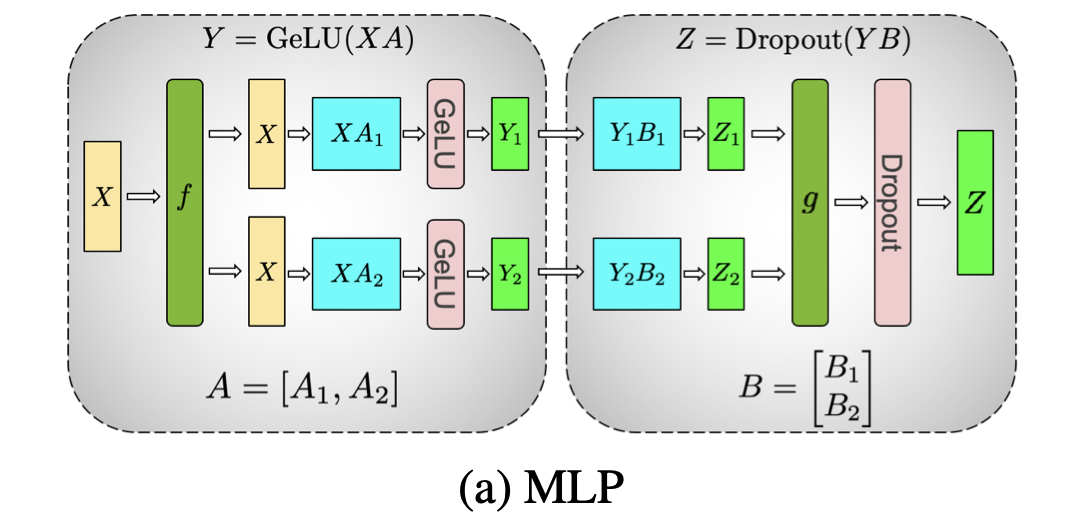 Y = GeLU(XA)
Z = Dropout(YB)
X
f
X
XA₁
GeLU
Y₁
Y₁B₁
Z₁
X
XA₂
GeLU
Y₂
Y₂B₂
Z₂
g
Dropout
Z
A = [A₁, A₂]
B = [B₁
B₂]
(a) MLP